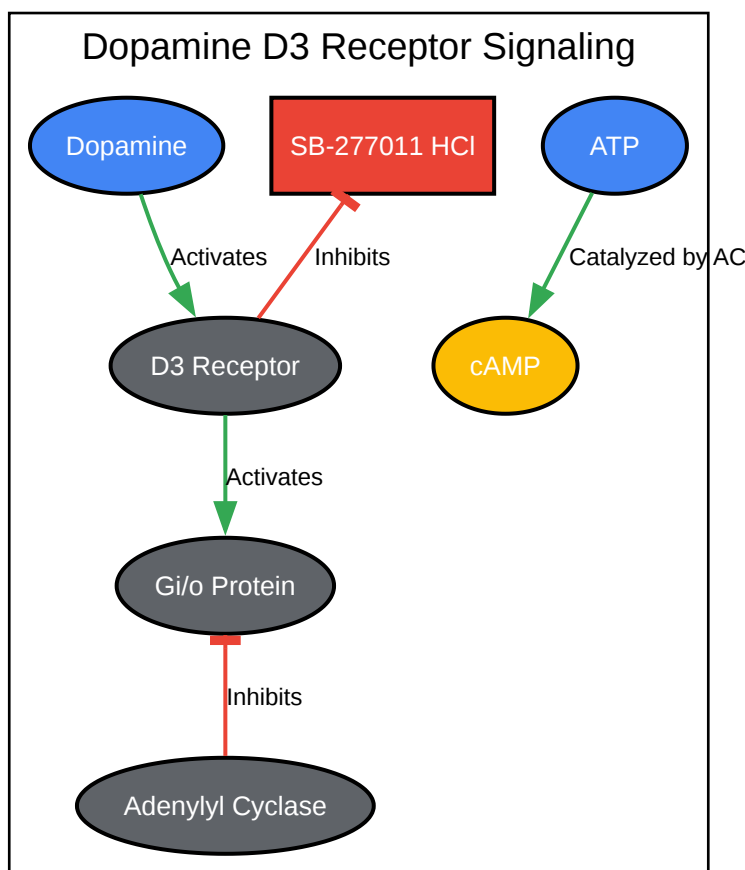 Dopamine D3 Receptor Signaling
Dopamine
SB-277011 HCl
ATP
Activates
Inhibits
Catalyzed by AC
D3 Receptor
cAMP
Activates
Gi/o Protein
Inhibits
Adenylyl Cyclase